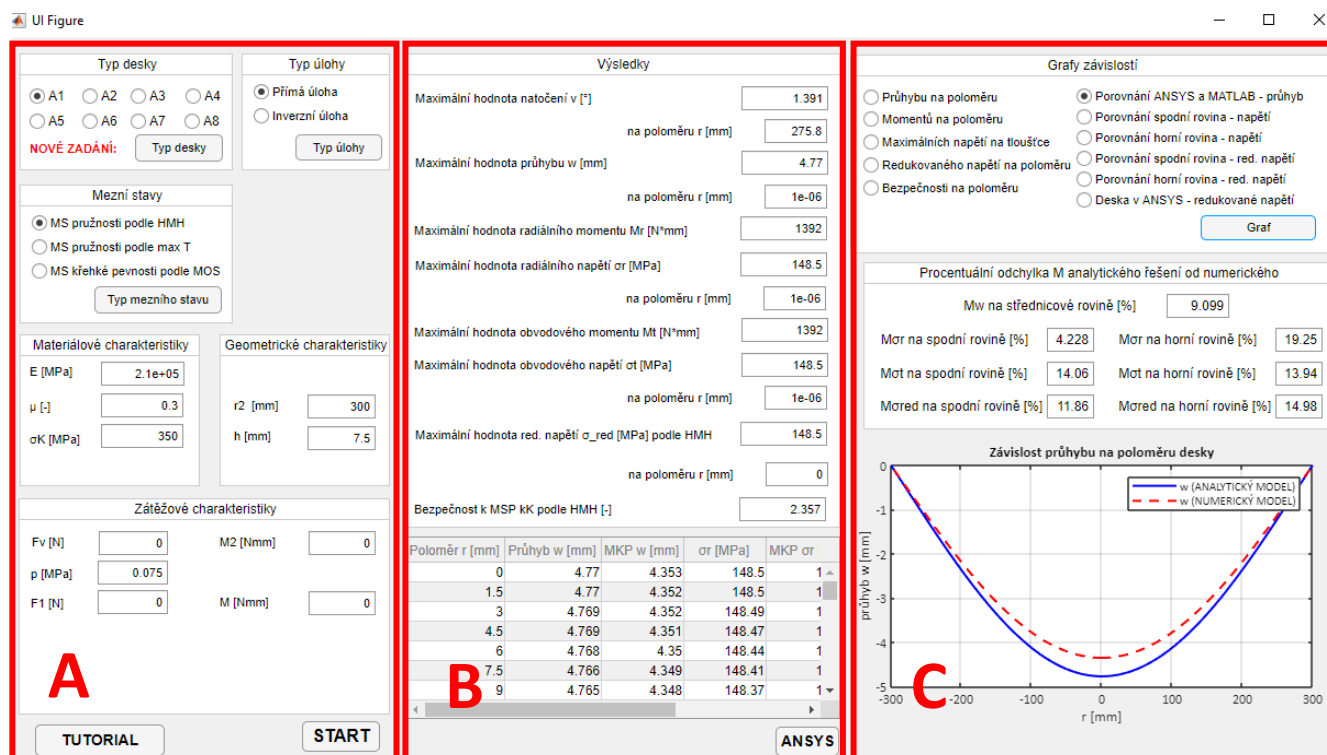 UI Figure
Typ desky
A1 A2 A3 A4
A5 A6 A7 A8
NOVÉ ZADÁNÍ: Typ desky
Typ úlohy
Přímá úloha
Inverzní úloha
Typ úlohy
Mezní stavy
MS pružnosti podle HMH
MS pružnosti podle max T
MS křehké pevnosti podle MOS
Typ mezního stavu
Materiálové charakteristiky
E [MPa] 2.1e+05
μ [-] 0.3
σK [MPa] 350
Geometrické charakteristiky
r2 [mm] 300
h [mm] 7.5
Zátěžové charakteristiky
Fv [N] 0 M2 [Nmm] 0
p [MPa] 0.075
F1 [N] 0 M [Nmm] 0
A
TUTORIAL START
Výsledky
Maximální hodnota natočení v [°] 1.391
na poloměru r [mm] 275.8
Maximální hodnota průhybu w [mm] 4.77
na poloměru r [mm] 1e-06
Maximální hodnota radiálního momentu Mr [N*mm] 1392
Maximální hodnota radiálního napětí σr [MPa] 148.5
na poloměru r [mm] 1e-06
Maximální hodnota obvodového momentu Mt [N*mm] 1392
Maximální hodnota obvodového napětí σt [MPa] 148.5
na poloměru r [mm] 1e-06
Maximální hodnota red. napětí σ_red [MPa] podle HMH 148.5
na poloměru r [mm] 0
Bezpečnost k MSP kK podle HMH [-] 2.357
Poloměr r [mm] Průhyb w [mm] MKP w [mm] σr [MPa] MKP σr
0 4.77 4.353 148.5 1
1.5 4.77 4.352 148.5 1
3 4.769 4.352 148.49 1
4.5 4.769 4.351 148.47 1
6 4.768 4.35 148.44 1
7.5 4.766 4.349 148.41 1
9 4.765 4.348 148.37 1
B
ANSYS
Grafy závislostí
Průhybu na poloměru
Momentů na poloměru
Maximálních napětí na tloušťce
Redukovaného napětí na poloměru
Bezpečnosti na poloměru
Porovnání ANSYS a MATLAB - průhyb
Porovnání spodní rovina - napětí
Porovnání horní rovina - napětí
Porovnání spodní rovina - red. napětí
Porovnání horní rovina - red. napětí
Deska v ANSYS - redukované napětí
Graf
Procentuální odchylka M analytického řešení od numerického
Mw na střednicové rovině [%] 9.099
Mσr na spodní rovině [%] 4.228 Mσr na horní rovině [%] 19.25
Mσt na spodní rovině [%] 14.06 Mσt na horní rovině [%] 13.94
Mσred na spodní rovině [%] 11.86 Mσred na horní rovině [%] 14.98
Závislost průhybu na poloměru desky
w (ANALYTICKÝ MODEL)
w (NUMERICKÝ MODEL)
průhyb w [mm]
0
-1
-2
-3
-4
-5
-300 -200 -100 0 100 200 300
r [mm]
C